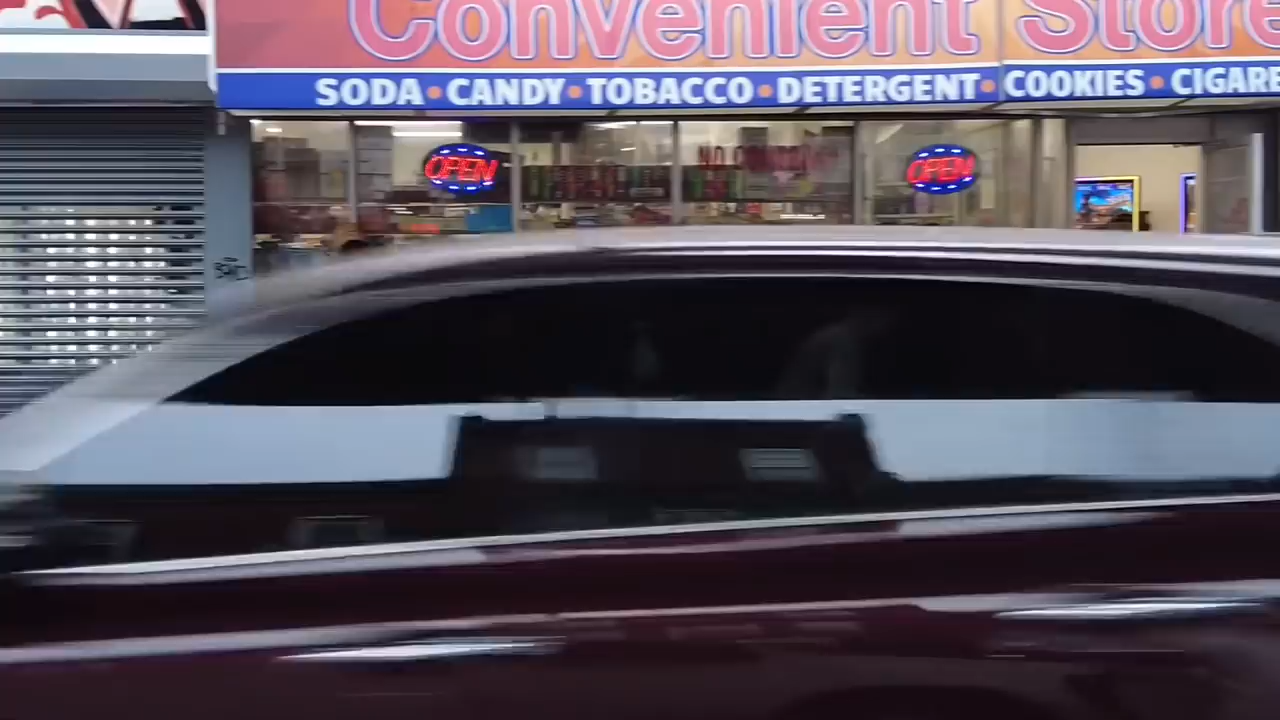 Convenient Store
SODA • CANDY • TOBACCO • DETERGENT • COOKIES • CIGARE
OPEN
OPEN